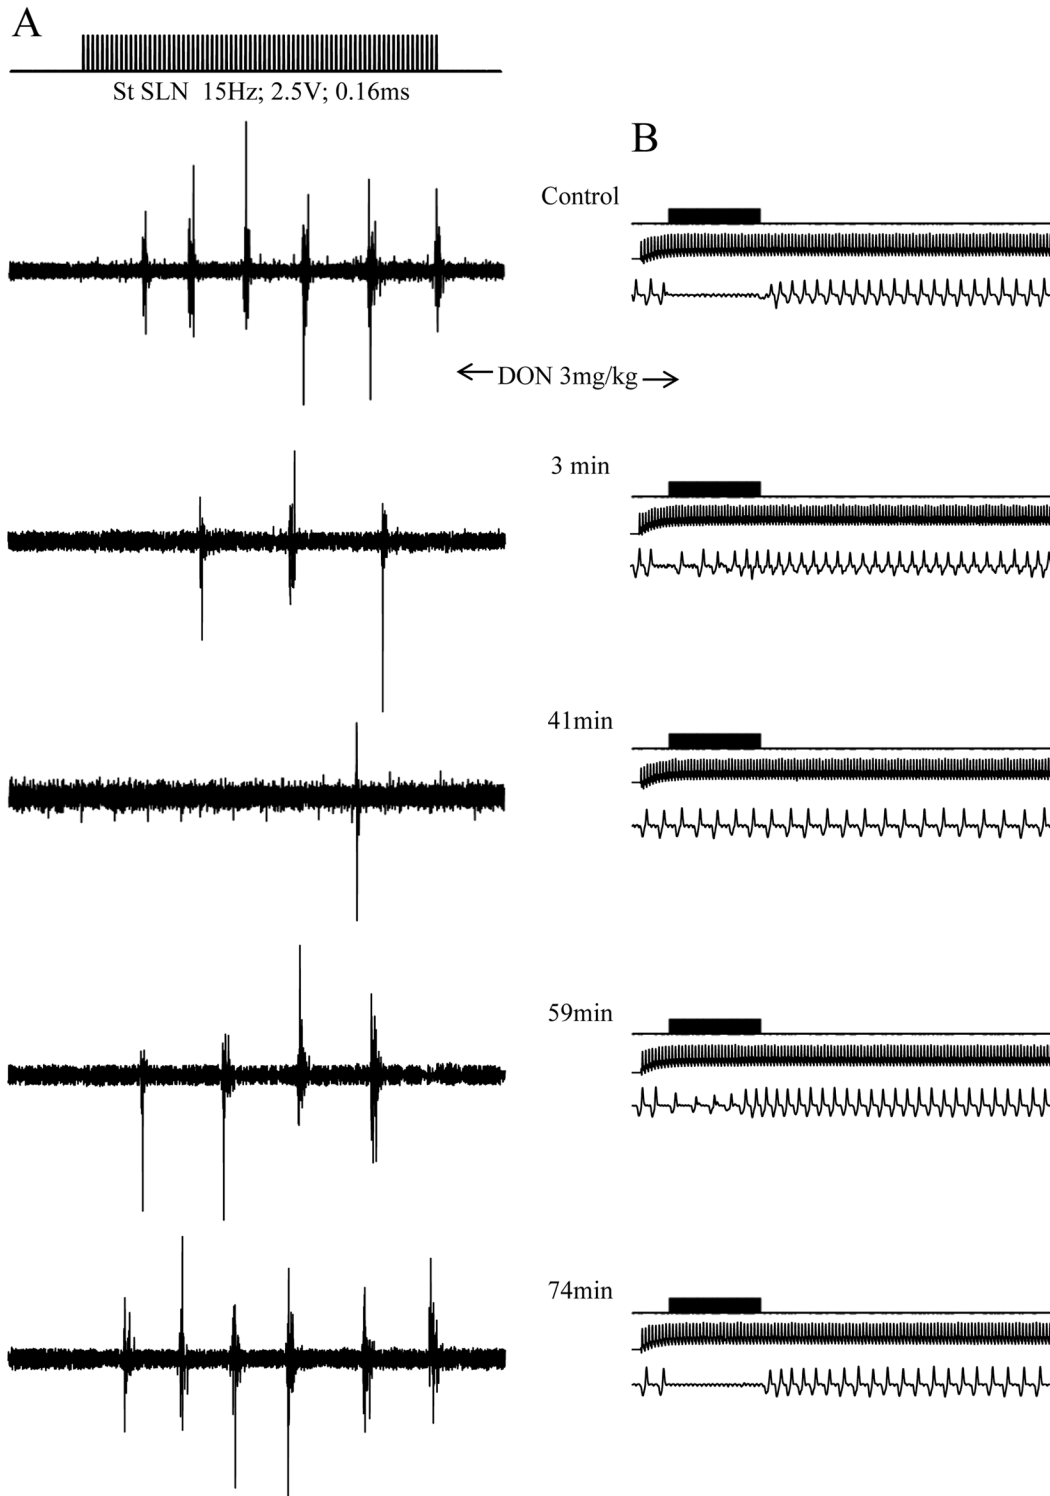 A
St SLN 15Hz; 2.5V; 0.16ms
B
Control
DON 3mg/kg
3 min
41min
59min
74min